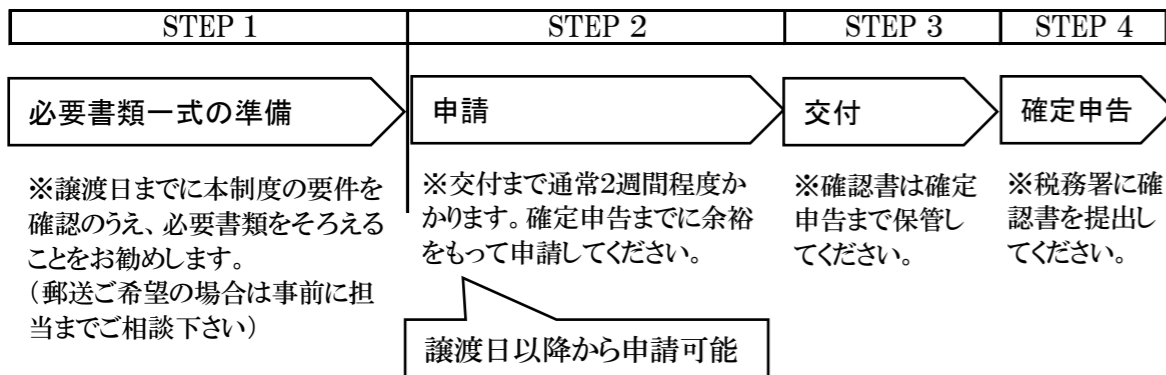 STEP 1
STEP 2
STEP 3
STEP 4
必要書類一式の準備
申請
交付
確定申告
※譲渡日までに本制度の要件を
確認のうえ、必要書類をそろえる
ことをお勧めします。
（郵送ご希望の場合は事前に担
当までご相談下さい）
※交付まで通常2週間程度か
かります。確定申告までに余裕
をもって申請してください。
譲渡日以降から申請可能
※確認書は確定
申告まで保管し
てください。
※税務署に確
認書を提出し
てください。